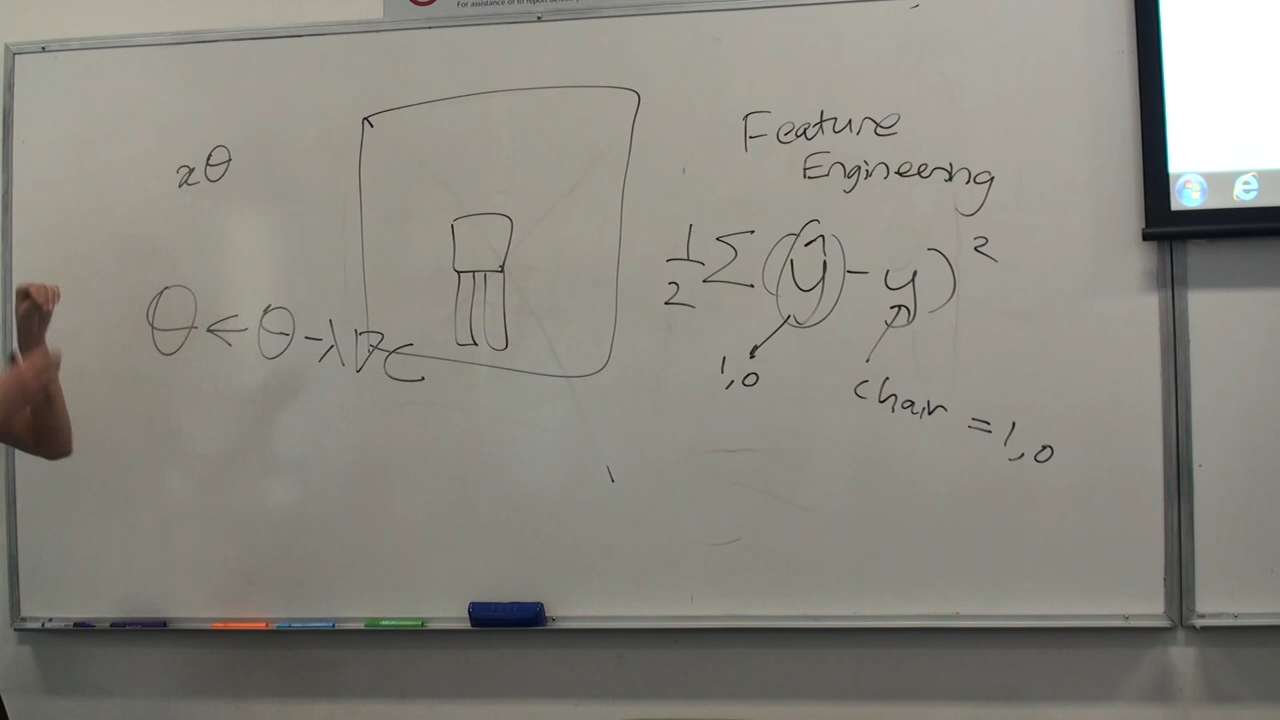 For assistance or to report
xθ
Feature
Engineering
θ ← θ - λ∇C
1/2 Σ(ŷ - y)²
1,0
chair = 1,0